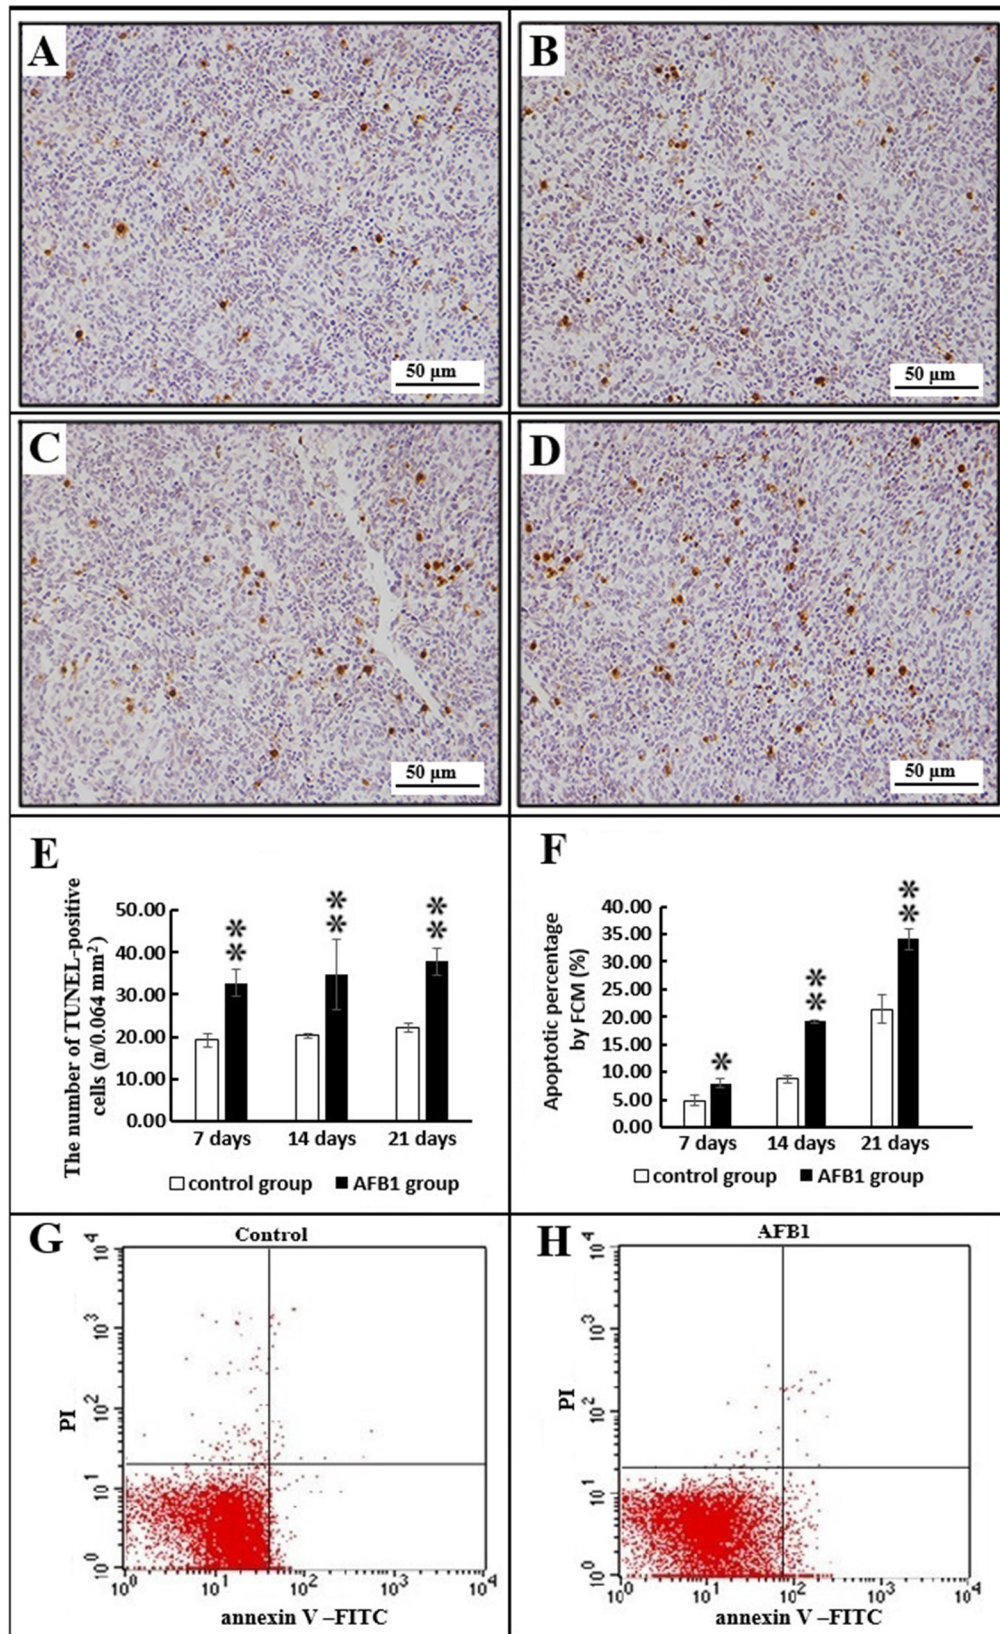 A
B
50 µm
50 µm
C
D
50 µm
50 µm
E
The number of TUNEL-positive
cells (n/0.064 mm²)
50.00
40.00
30.00
20.00
10.00
0.00
**
**
**
7 days 14 days 21 days
control group AFB1 group
F
Apoptotic percentage
by FCM (%)
40.00
35.00
30.00
25.00
20.00
15.00
10.00
5.00
0.00
*
**
**
7 days 14 days 21 days
control group AFB1 group
G
Control
PI
10⁴
10³
10²
10¹
10⁰
10⁰ 10¹ 10² 10³ 10⁴
annexin V –FITC
H
AFB1
PI
10⁴
10³
10²
10¹
10⁰
10⁰ 10¹ 10² 10³ 10⁴
annexin V –FITC